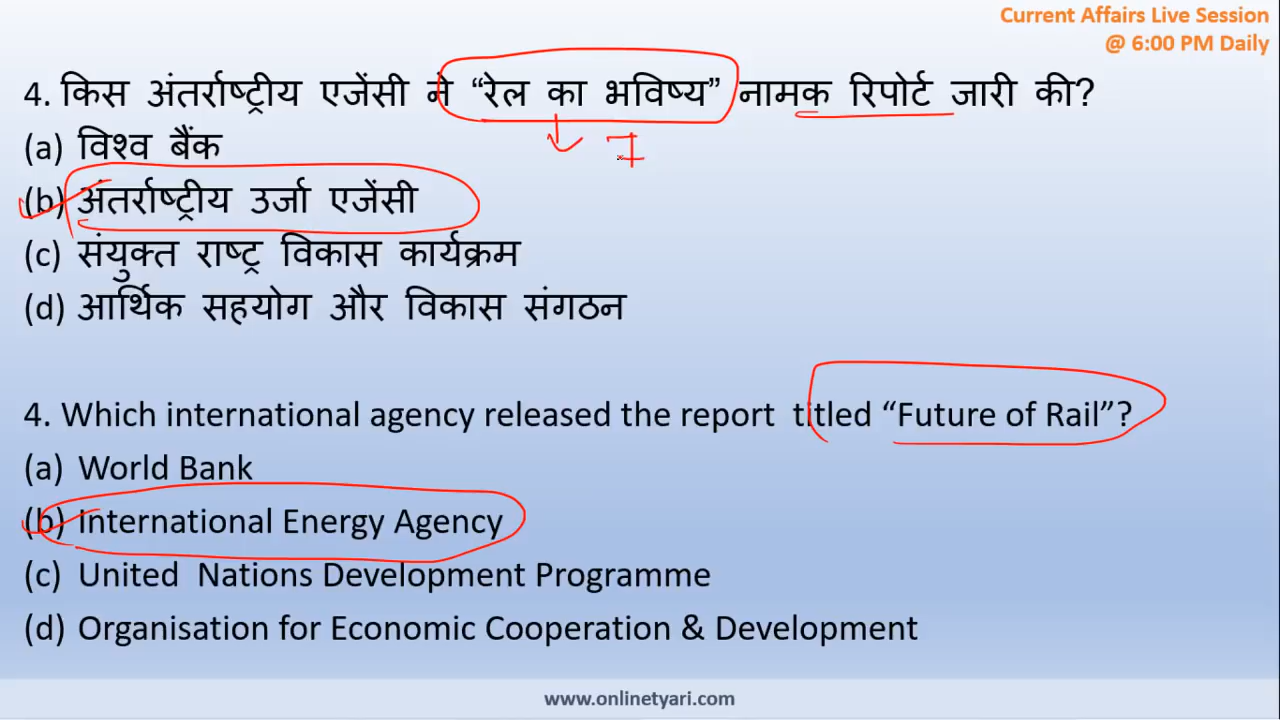 Current Affairs Live Session
@ 6:00 PM Daily
4. किस अंतर्राष्ट्रीय एजेंसी ने “रेल का भविष्य” नामक रिपोर्ट जारी की?
(a) विश्व बैंक
(b) अंतर्राष्ट्रीय उर्जा एजेंसी
(c) संयुक्त राष्ट्र विकास कार्यक्रम
(d) आर्थिक सहयोग और विकास संगठन
4. Which international agency released the report titled “Future of Rail”?
(a) World Bank
(b) International Energy Agency
(c) United Nations Development Programme
(d) Organisation for Economic Cooperation & Development
www.onlinetyari.com